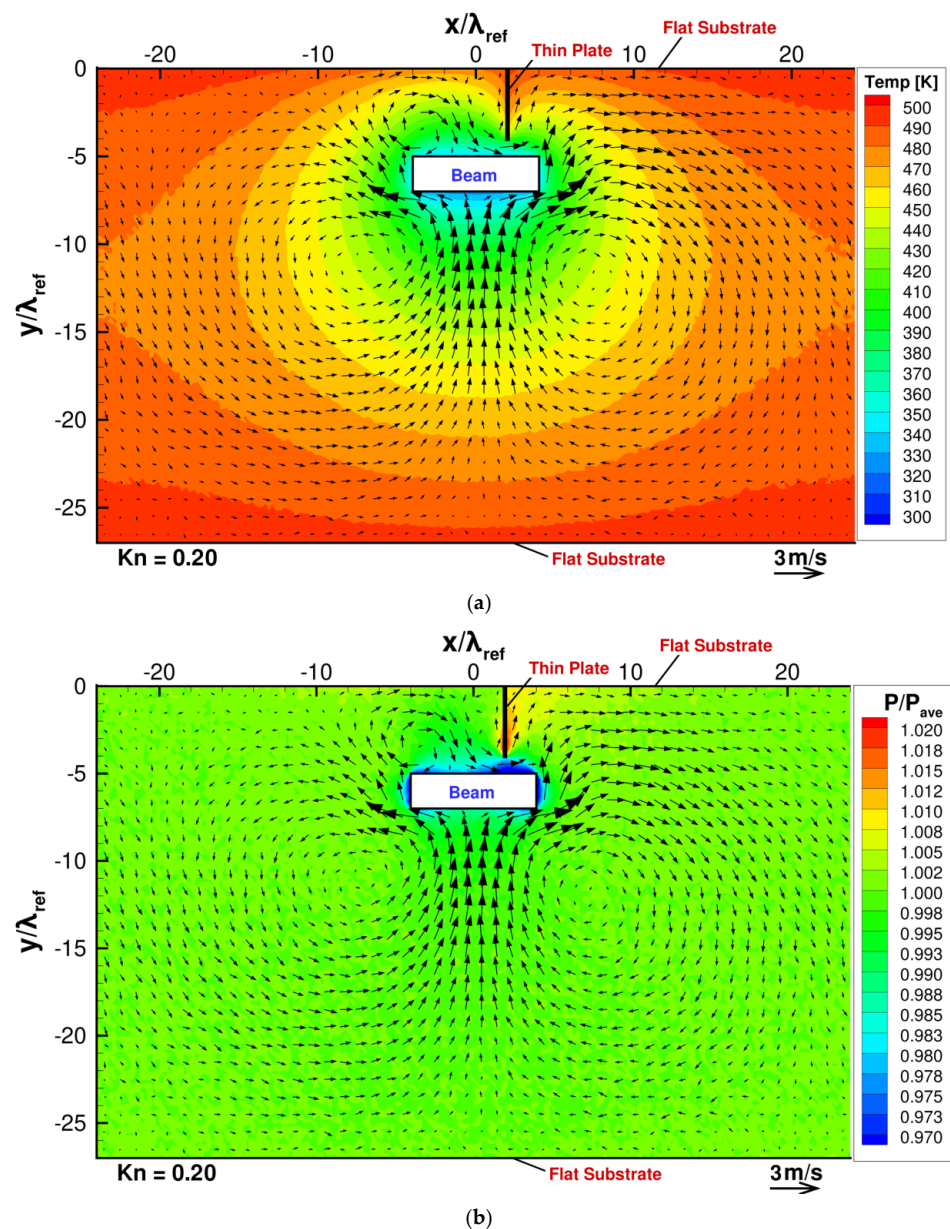 x/λref
Flat Substrate
Thin Plate
-20 -10 0 10 20
0
-5
-10
-15
-20
-25
y/λref
Beam
Temp [K]
500
490
480
470
460
450
440
430
420
410
400
390
380
370
360
350
340
330
320
310
300
Kn = 0.20
Flat Substrate
3 m/s
(a)
x/λref
Flat Substrate
Thin Plate
-20 -10 0 10 20
0
-5
-10
-15
-20
-25
y/λref
Beam
P/Pave
1.020
1.018
1.015
1.012
1.010
1.008
1.005
1.002
1.000
0.998
0.995
0.993
0.990
0.988
0.985
0.983
0.980
0.978
0.975
0.973
0.970
Kn = 0.20
Flat Substrate
3 m/s
(b)